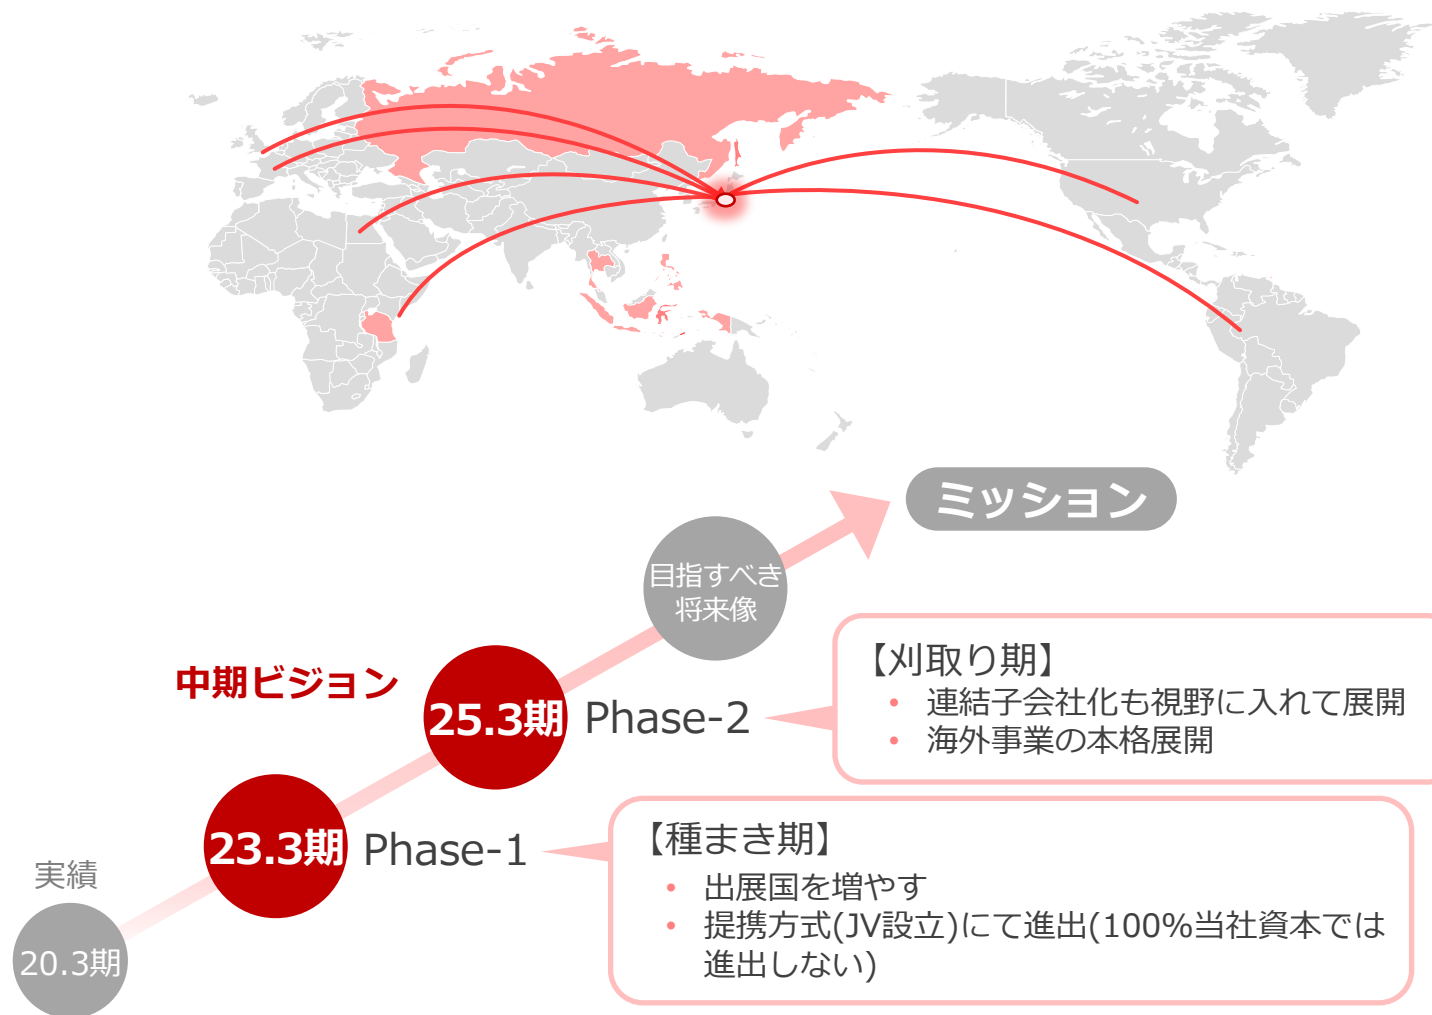 ミッション
目指すべき
将来像
中期ビジョン
25.3期
Phase-2
【刈取り期】
• 連結子会社化も視野に入れて展開
• 海外事業の本格展開
23.3期
Phase-1
【種まき期】
• 出展国を増やす
• 提携方式(JV設立)にて進出(100%当社資本では
進出しない)
実績
20.3期